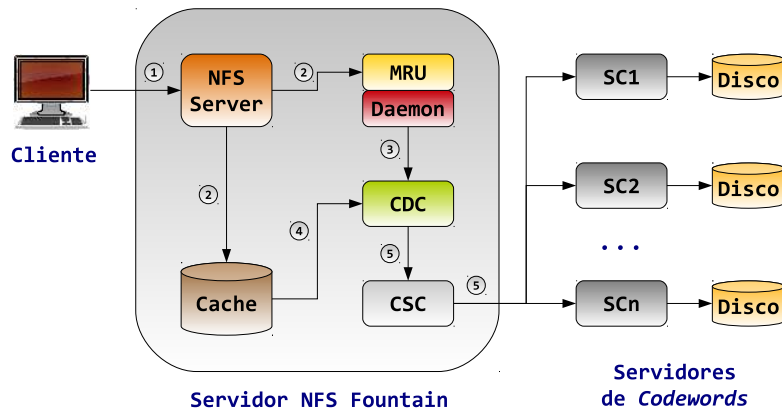 1
NFS
Server
2
MRU
Daemon
SC1
Disco
Cliente
3
2
CDC
SC2
Disco
4
5
...
Cache
CSC
5
SCn
Disco
Servidor NFS Fountain
Servidores
de Codewords